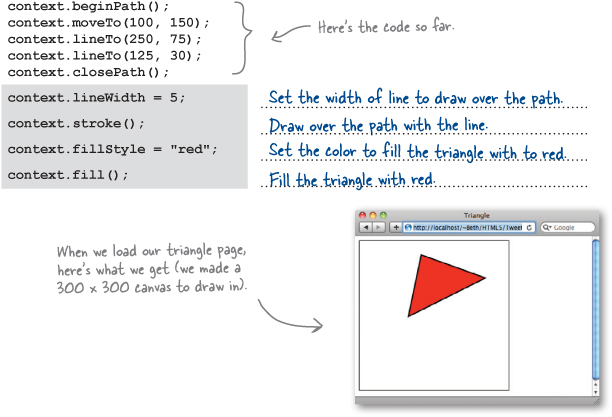 context.beginPath();
context.moveTo(100, 150);
context.lineTo(250, 75);
context.lineTo(125, 30);
context.closePath();
Here's the code so far.
context.lineWidth = 5;
Set the width of line to draw over the path.
context.stroke();
Draw over the path with the line.
context.fillStyle = "red";
Set the color to fill the triangle with to red.
context.fill();
Fill the triangle with red.
When we load our triangle page,
here's what we get (we made a
300 x 300 canvas to draw in).
Triangle
http://localhost/~Beth/HTML5/Tweet
Google